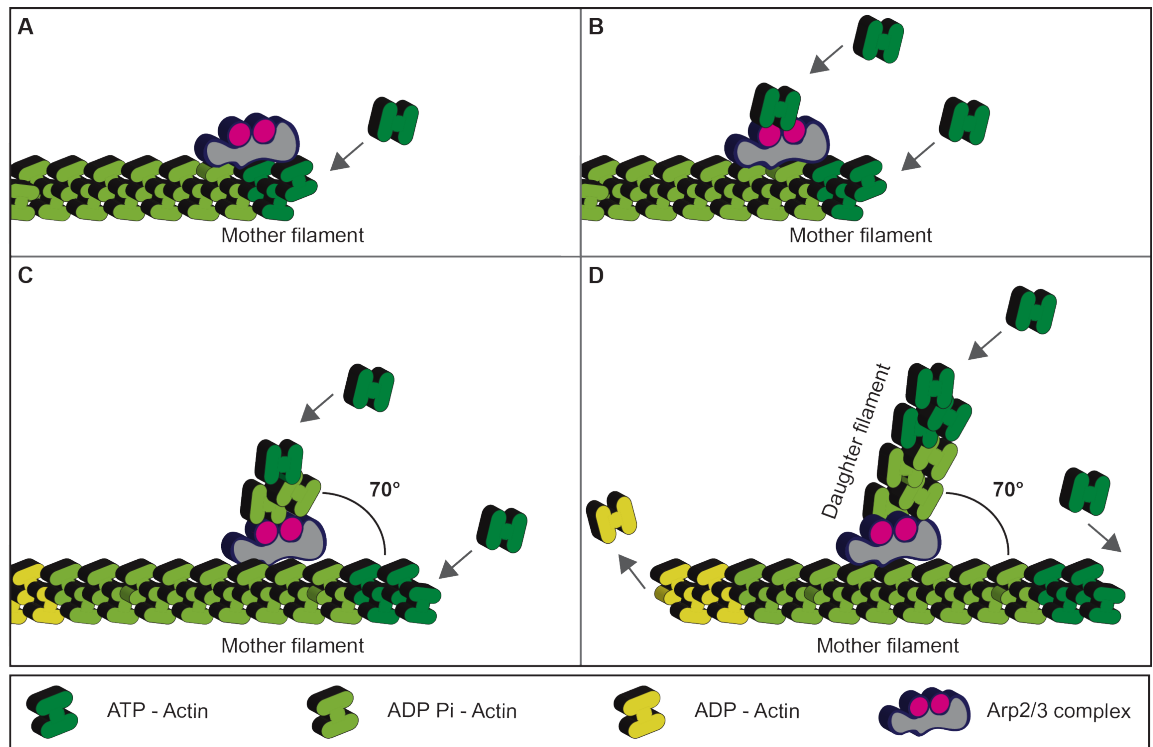 A
Mother filament
B
Mother filament
C
70°
Mother filament
D
Daughter filament
70°
Mother filament
ATP - Actin
ADP Pi - Actin
ADP - Actin
Arp2/3 complex